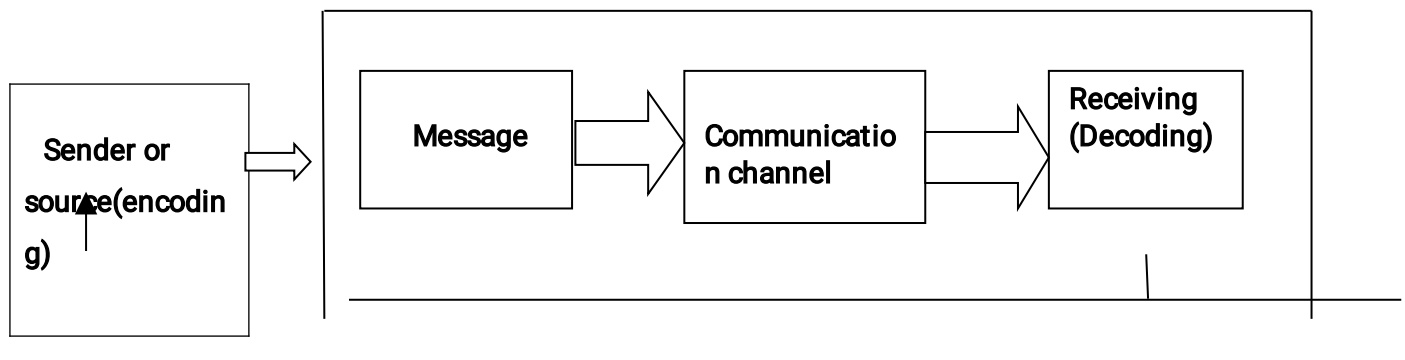 Sender or
source(encodin
g)
Message
Communicatio
n channel
Receiving
(Decoding)